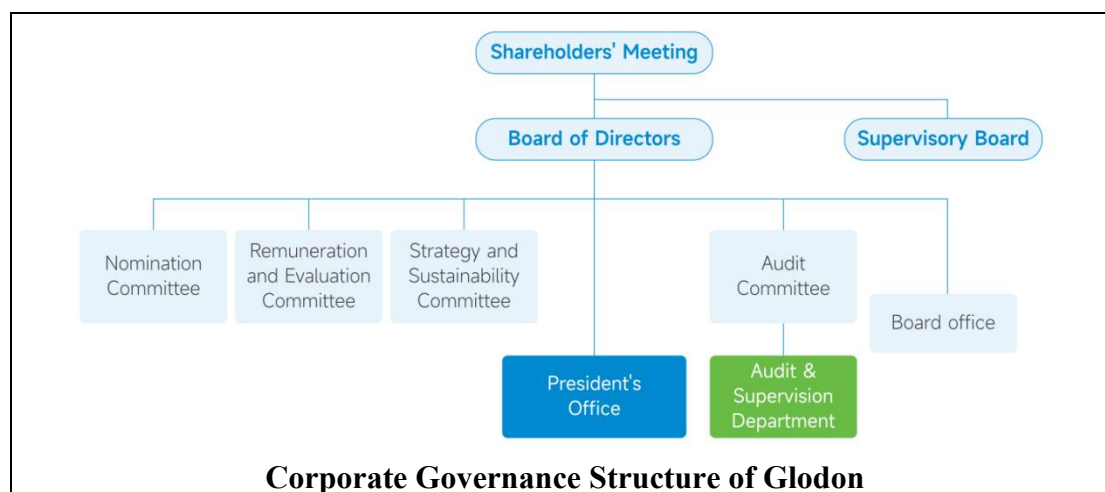 Shareholders' Meeting
Board of Directors
Supervisory Board
Nomination
Committee
Remuneration
and Evaluation
Committee
Strategy and
Sustainability
Committee
Audit
Committee
Board office
President's
Office
Audit &
Supervision
Department
Corporate Governance Structure of Glodon